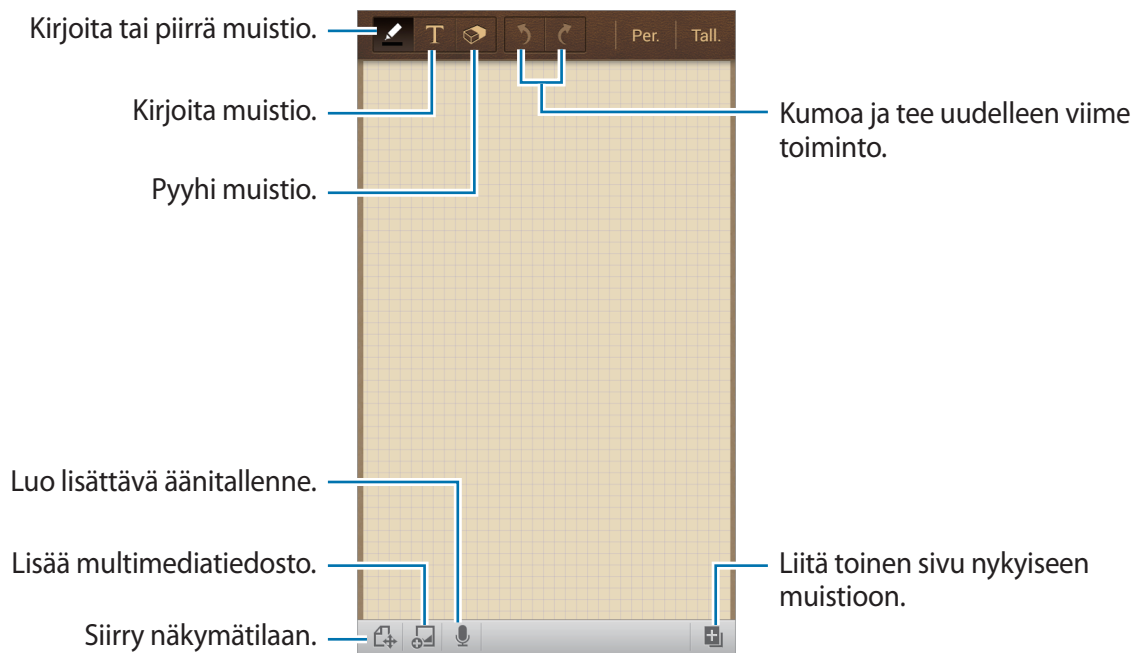 Kirjoita tai piirrä muistio.
T
Per.
Tall.
Kirjoita muistio.
Kumoa ja tee uudelleen viime
toiminto.
Pyyhi muistio.
Luo lisättävä äänitallenne.
Lisää multimediatiedosto.
Liitä toinen sivu nykyiseen
muistioon.
Siirry näkymätilaan.